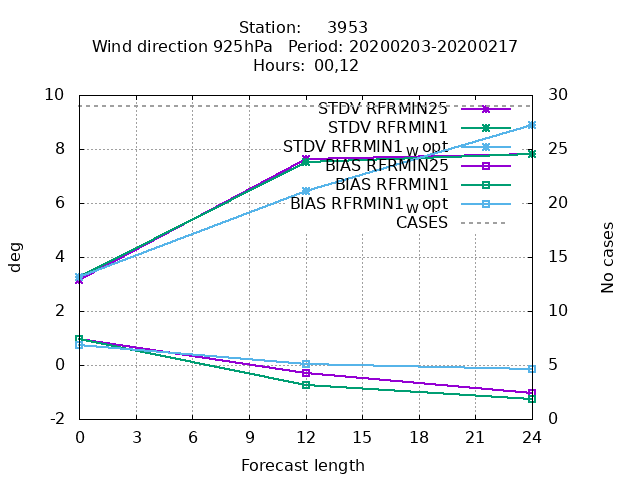 Station: 3953
Wind direction 925hPa Period: 20200203-20200217
Hours: 00,12
10 30
STDV RFRMIN25
STDV RFRMIN1
8 25
STDV RFRMIN1_W opt
BIAS RFRMIN25
BIAS RFRMIN1
6 20
BIAS RFRMIN1_W opt
CASES
4 15
deg
No cases
2 10
0 5
-2 0
0 3 6 9 12 15 18 21 24
Forecast length